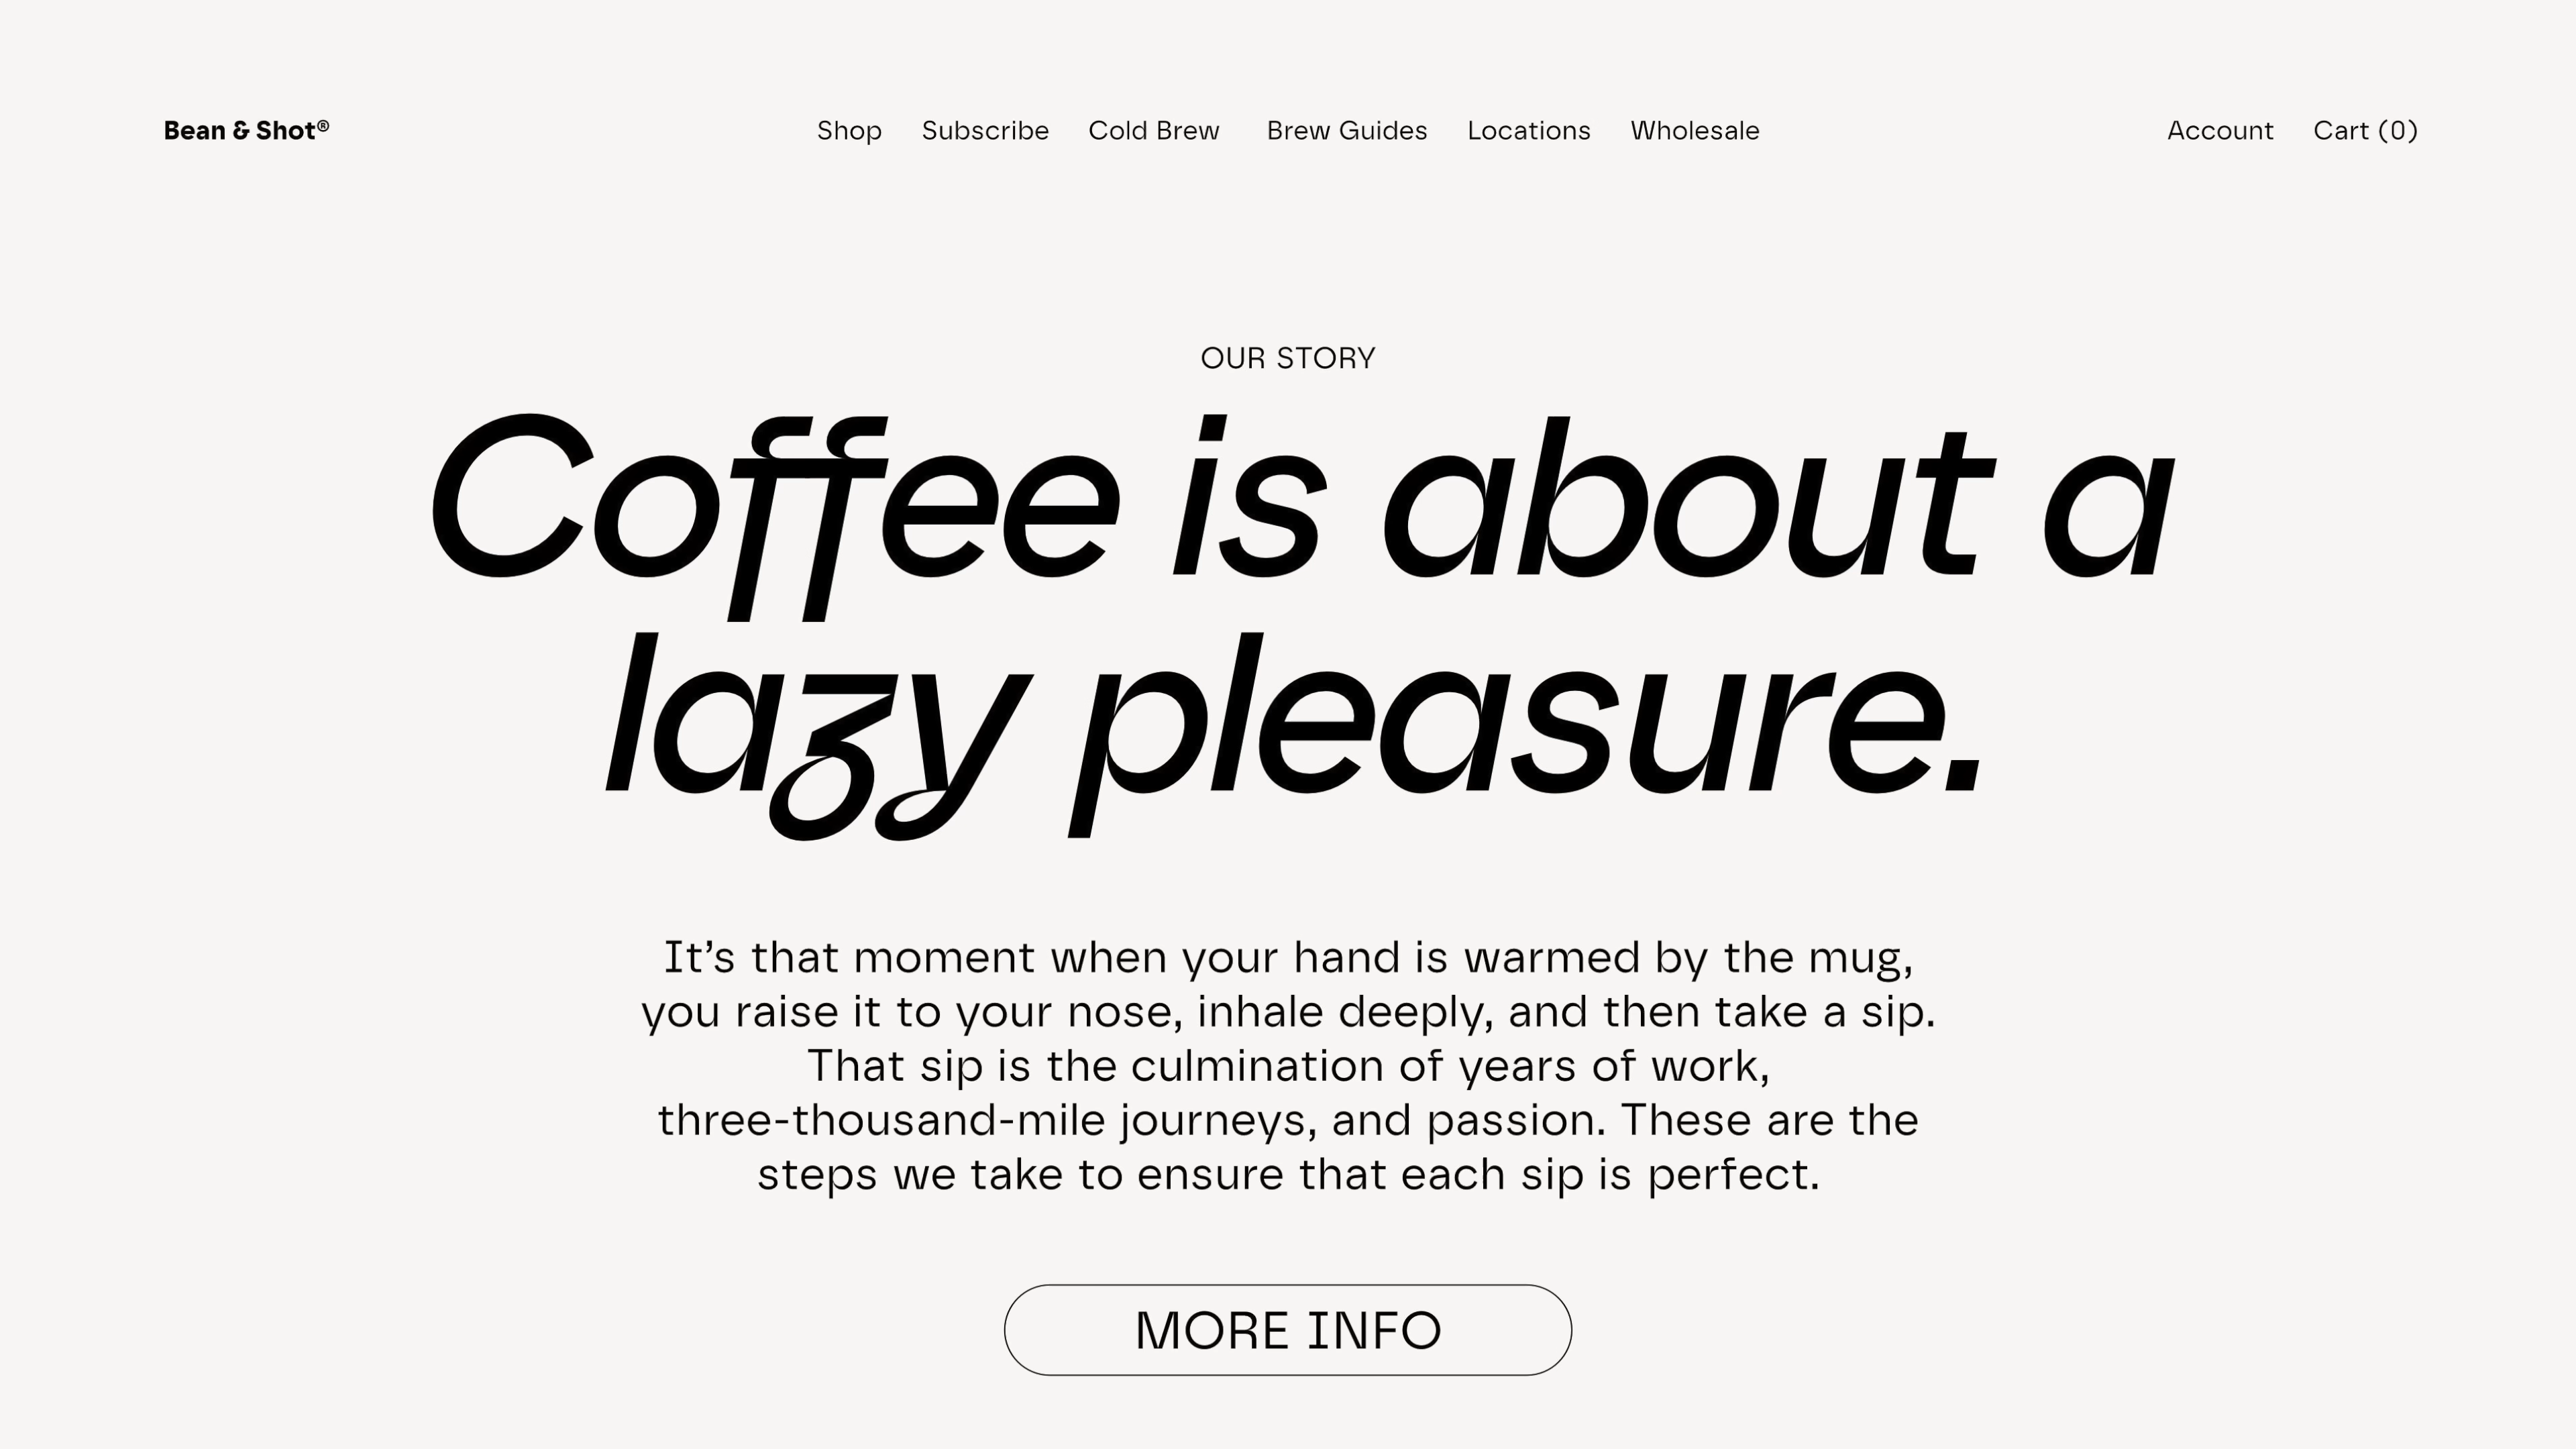 Bean & Shot®
Shop Subscribe Cold Brew Brew Guides Locations Wholesale
Account Cart (0)
OUR STORY
Coffee is about a
lazy pleasure.
It’s that moment when your hand is warmed by the mug,
you raise it to your nose, inhale deeply, and then take a sip.
That sip is the culmination of years of work,
three-thousand-mile journeys, and passion. These are the
steps we take to ensure that each sip is perfect.
MORE INFO